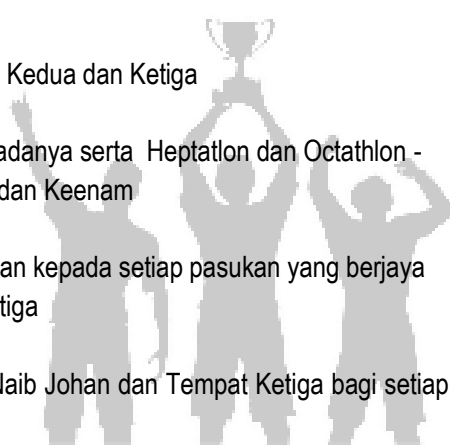 Kedua dan Ketiga
adanya serta Heptatlon dan Octathlon -
dan Keenam
an kepada setiap pasukan yang berjaya
tiga
Naib Johan dan Tempat Ketiga bagi setiap